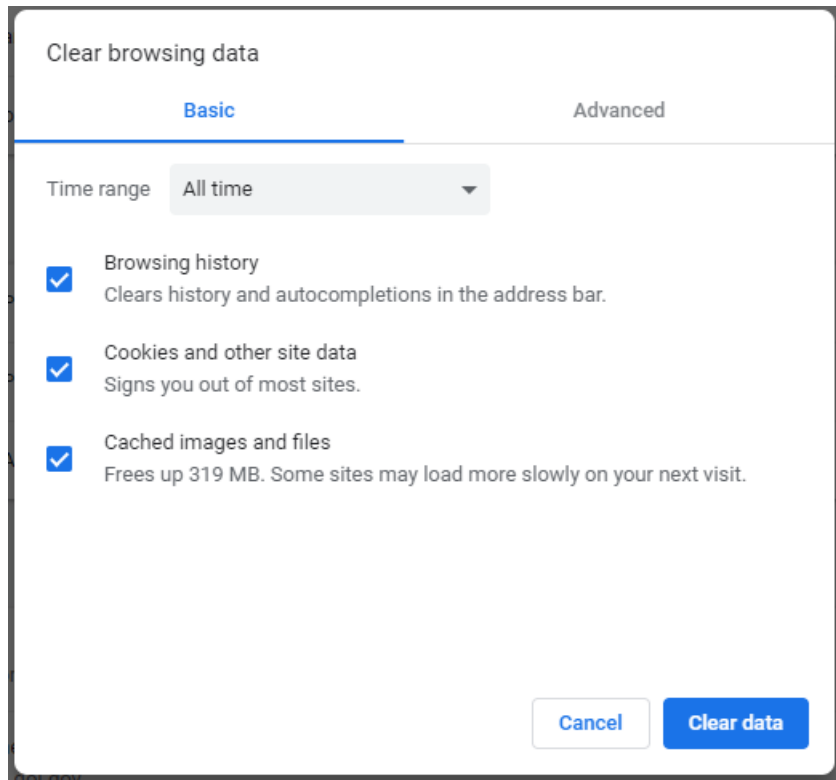 Clear browsing data
Basic
Advanced
Time range
All time
Browsing history
Clears history and autocompletions in the address bar.
Cookies and other site data
Signs you out of most sites.
Cached images and files
Frees up 319 MB. Some sites may load more slowly on your next visit.
Cancel
Clear data